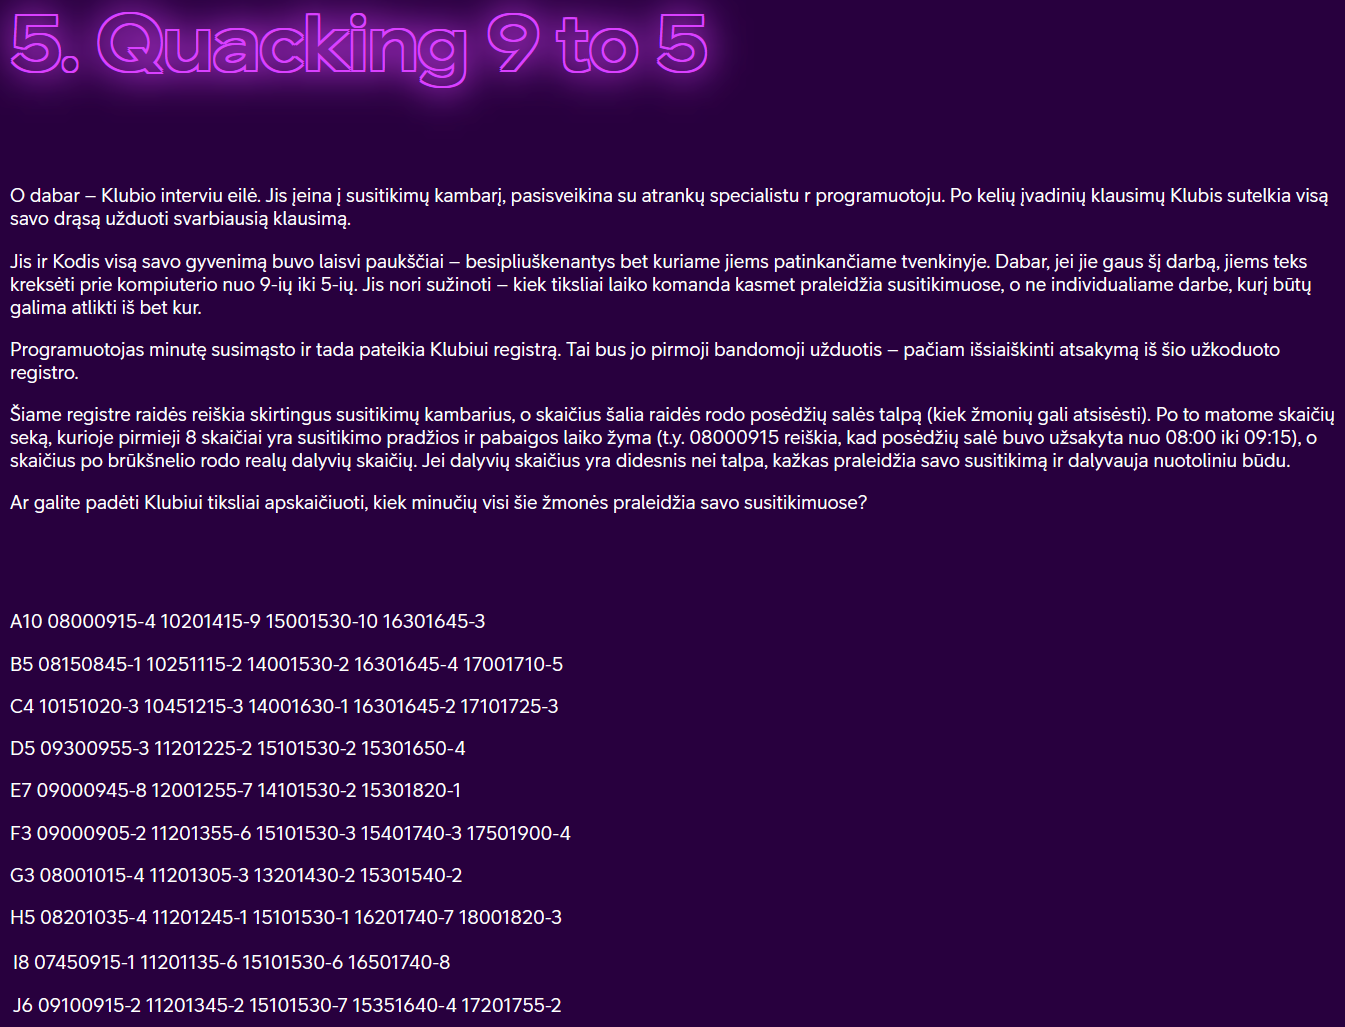 5. Quacking 9 to 5
O dabar – Klubio interviu eilė. Jis įeina į susitikimų kambarį, pasisveikina su atrankų specialistu r programuotoju. Po kelių įvadinių klausimų Klubis sutelkia visą
savo drąsą užduoti svarbiausią klausimą.
Jis ir Kodis visą savo gyvenimą buvo laisvi paukščiai – besipliuškenantys bet kuriame jiems patinkančiame tvenkinyje. Dabar, jei jie gaus šį darbą, jiems teks
kreksėti prie kompiuterio nuo 9-ių iki 5-ių. Jis nori sužinoti – kiek tiksliai laiko komanda kasmet praleidžia susitikimuose, o ne individualiame darbe, kurį būtų
galima atlikti iš bet kur.
Programuotojas minutę susimąsto ir tada pateikia Klubiui registrą. Tai bus jo pirmoji bandomoji užduotis – pačiam išsiaiškinti atsakymą iš šio užkoduoto
registro.
Šiame registre raidės reiškia skirtingus susitikimų kambarius, o skaičius šalia raidės rodo posėdžių salės talpą (kiek žmonių gali atsisėsti). Po to matome skaičių
seką, kurioje pirmieji 8 skaičiai yra susitikimo pradžios ir pabaigos laiko žyma (t.y. 08000915 reiškia, kad posėdžių salė buvo užsakyta nuo 08:00 iki 09:15), o
skaičius po brūkšnelio rodo realų dalyvių skaičių. Jei dalyvių skaičius yra didesnis nei talpa, kažkas praleidžia savo susitikimą ir dalyvauja nuotoliniu būdu.
Ar galite padėti Klubiui tiksliai apskaičiuoti, kiek minučių visi šie žmonės praleidžia savo susitikimuose?
A10 08000915-4 10201415-9 15001530-10 16301645-3
B5 08150845-1 10251115-2 14001530-2 16301645-4 17001710-5
C4 10151020-3 10451215-3 14001630-1 16301645-2 17101725-3
D5 09300955-3 11201225-2 15101530-2 15301650-4
E7 09000945-8 12001255-7 14101530-2 15301820-1
F3 09000905-2 11201355-6 15101530-3 15401740-3 17501900-4
G3 08001015-4 11201305-3 13201430-2 15301540-2
H5 08201035-4 11201245-1 15101530-1 16201740-7 18001820-3
I8 07450915-1 11201135-6 15101530-6 16501740-8
J6 09100915-2 11201345-2 15101530-7 15351640-4 17201755-2